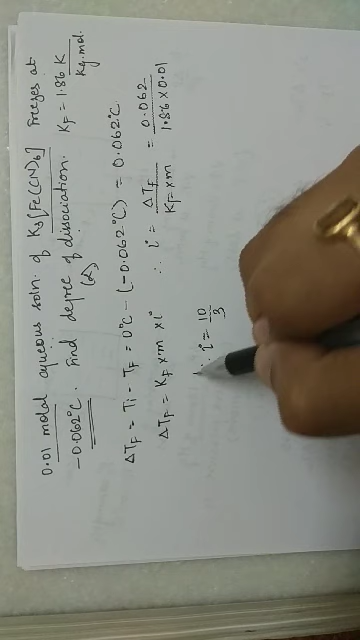 0.01 molal aqueous soln. of K3[Fe(CN)6] freezes at
-0.062°C. Find degree of dissociation. KF = 1.86 K/Kg.mol.
(α)
ΔTF = Ti - TF = 0°C - (-0.062°C) = 0.062°C.
ΔTF = KF × m × i ∴ i = ΔTF / KF × m = 0.062 / 1.86 × 0.01
∴ i = 10/3